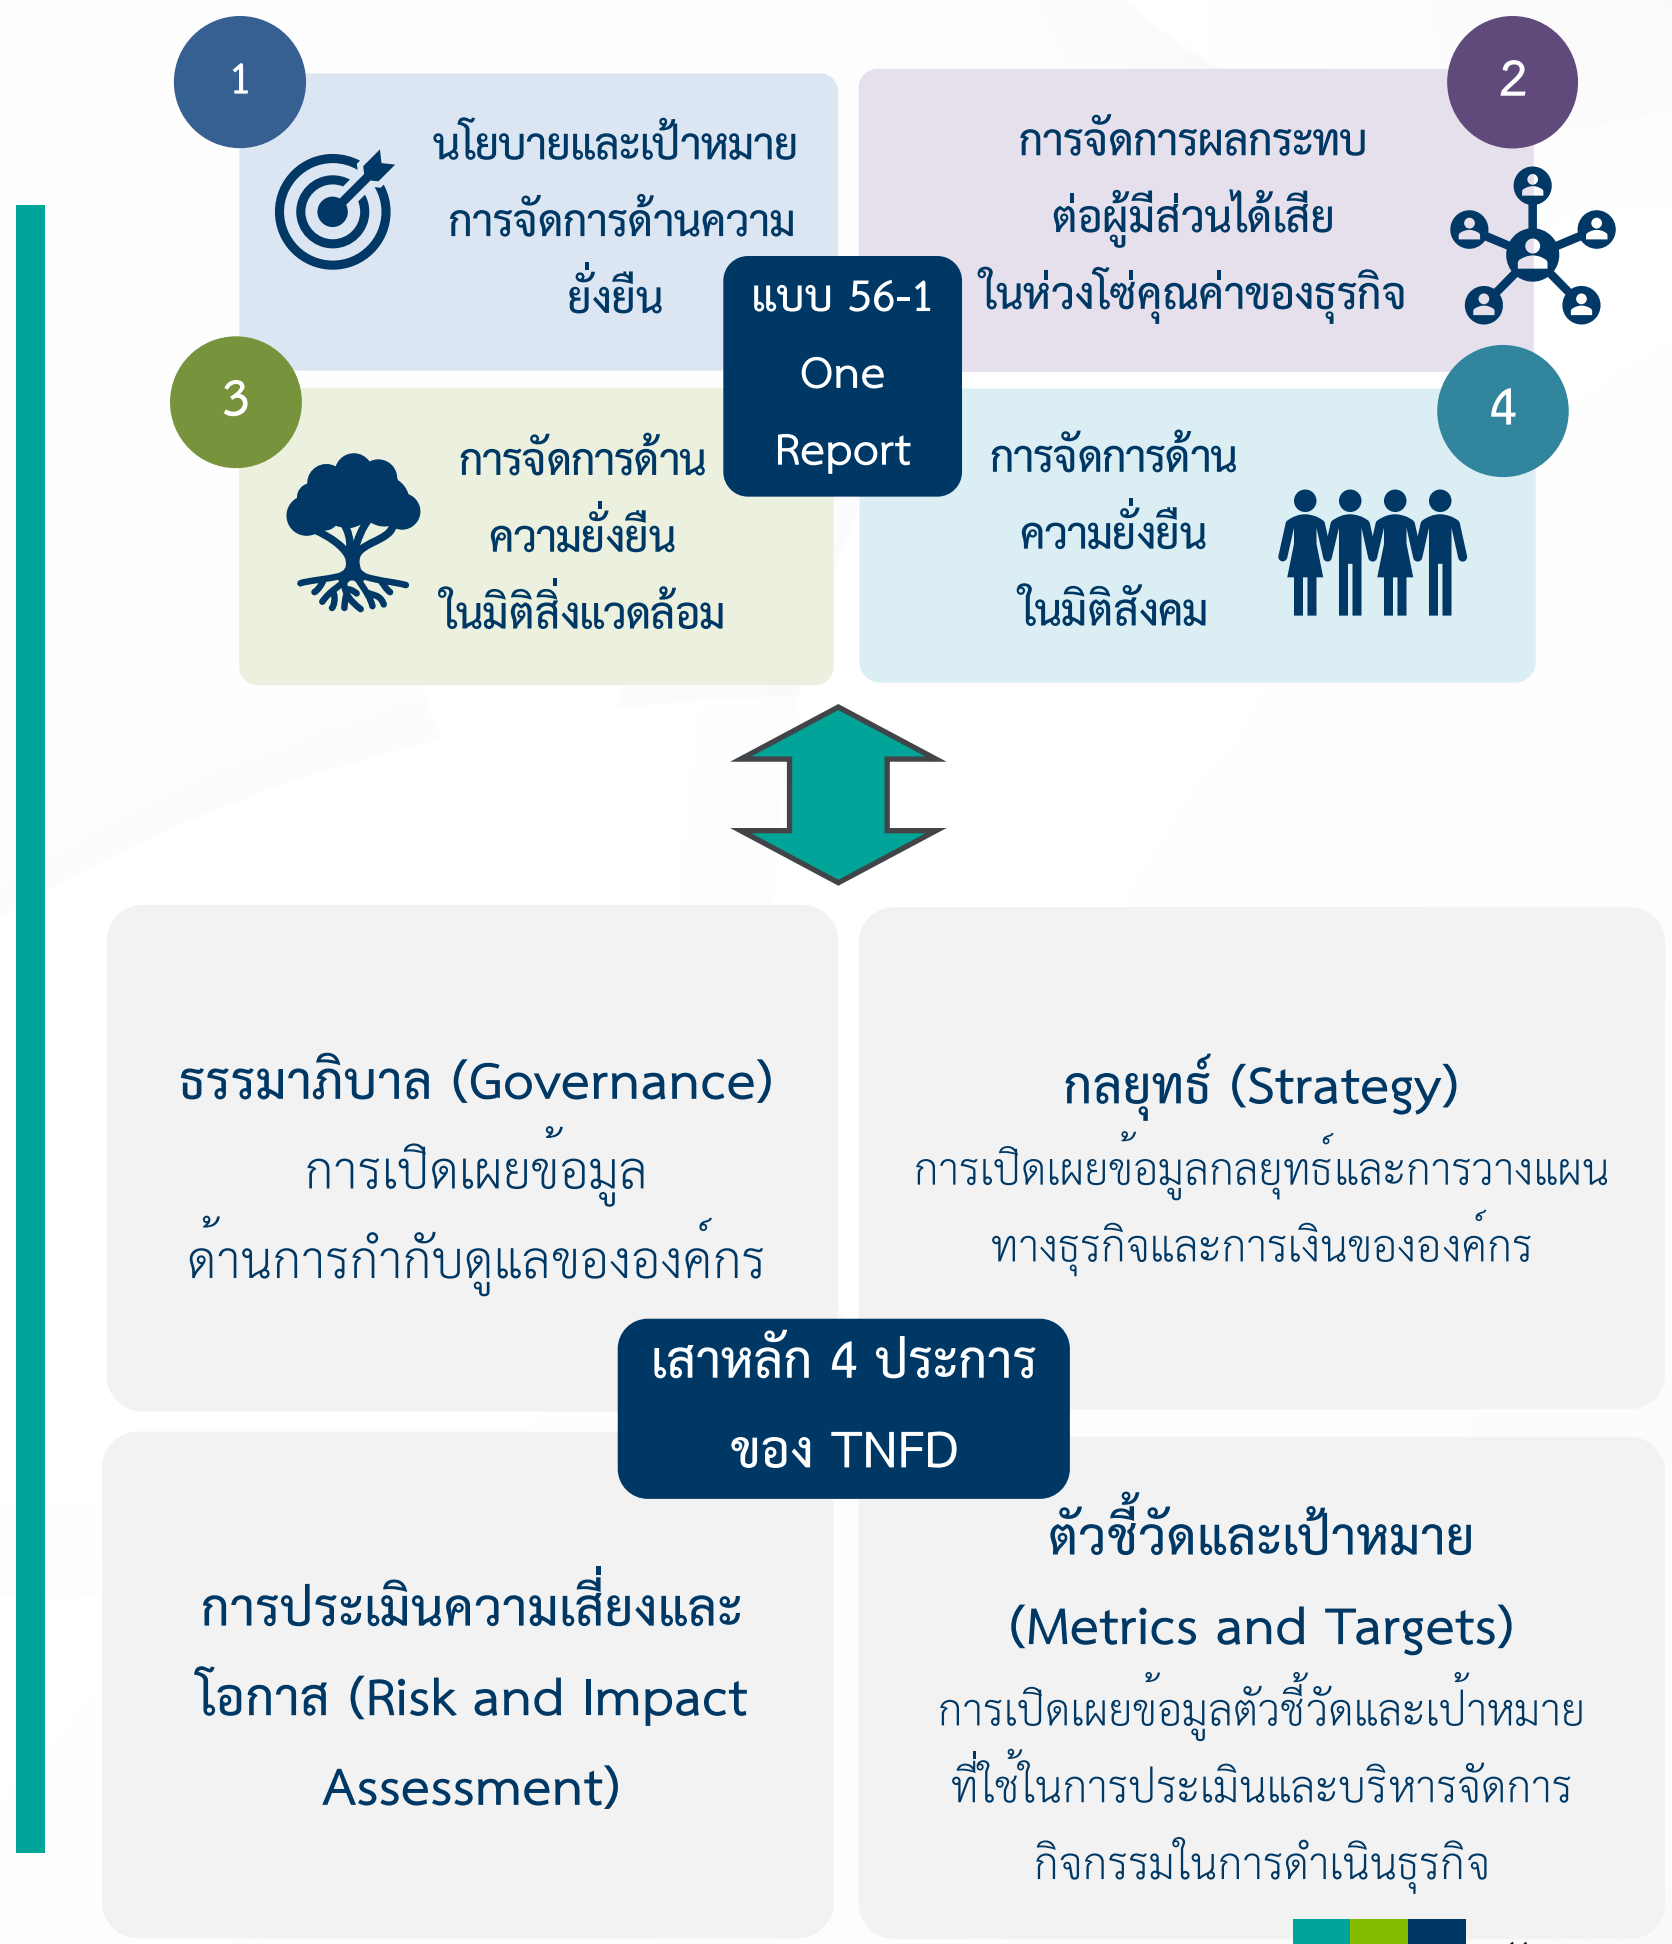 1
นโยบายและเป้าหมาย
การจัดการด้านความ
ยั่งยืน
2
การจัดการผลกระทบ
ต่อผู้มีส่วนได้เสีย
ในห่วงโซ่คุณค่าของธุรกิจ
แบบ 56-1
One
Report
3
การจัดการด้าน
ความยั่งยืน
ในมิติสิ่งแวดล้อม
4
การจัดการด้าน
ความยั่งยืน
ในมิติสังคม
ธรรมาภิบาล (Governance)
การเปิดเผยข้อมูล
ด้านการกำกับดูแลขององค์กร
กลยุทธ์ (Strategy)
การเปิดเผยข้อมูลกลยุทธ์และการวางแผน
ทางธุรกิจและการเงินขององค์กร
เสาหลัก 4 ประการ
ของ TNFD
การประเมินความเสี่ยงและ
โอกาส (Risk and Impact
Assessment)
ตัวชี้วัดและเป้าหมาย
(Metrics and Targets)
การเปิดเผยข้อมูลตัวชี้วัดและเป้าหมาย
ที่ใช้ในการประเมินและบริหารจัดการ
กิจกรรมในการดำเนินธุรกิจ